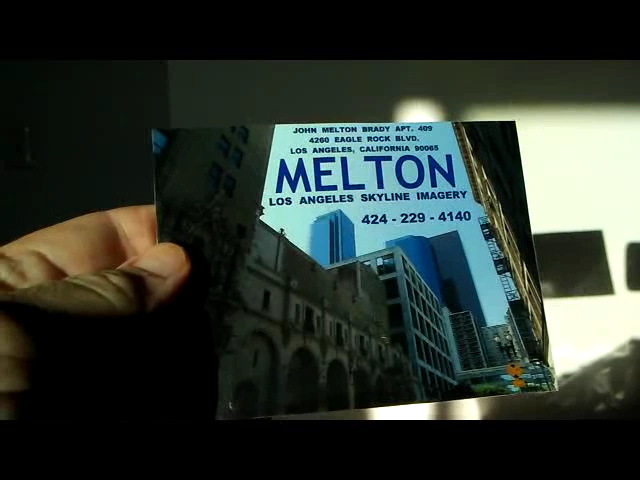 JOHN MELTON BRADY APT. 409
4260 EAGLE ROCK BLVD.
LOS ANGELES, CALIFORNIA 90065
MELTON
LOS ANGELES SKYLINE IMAGERY
424 - 229 - 4140